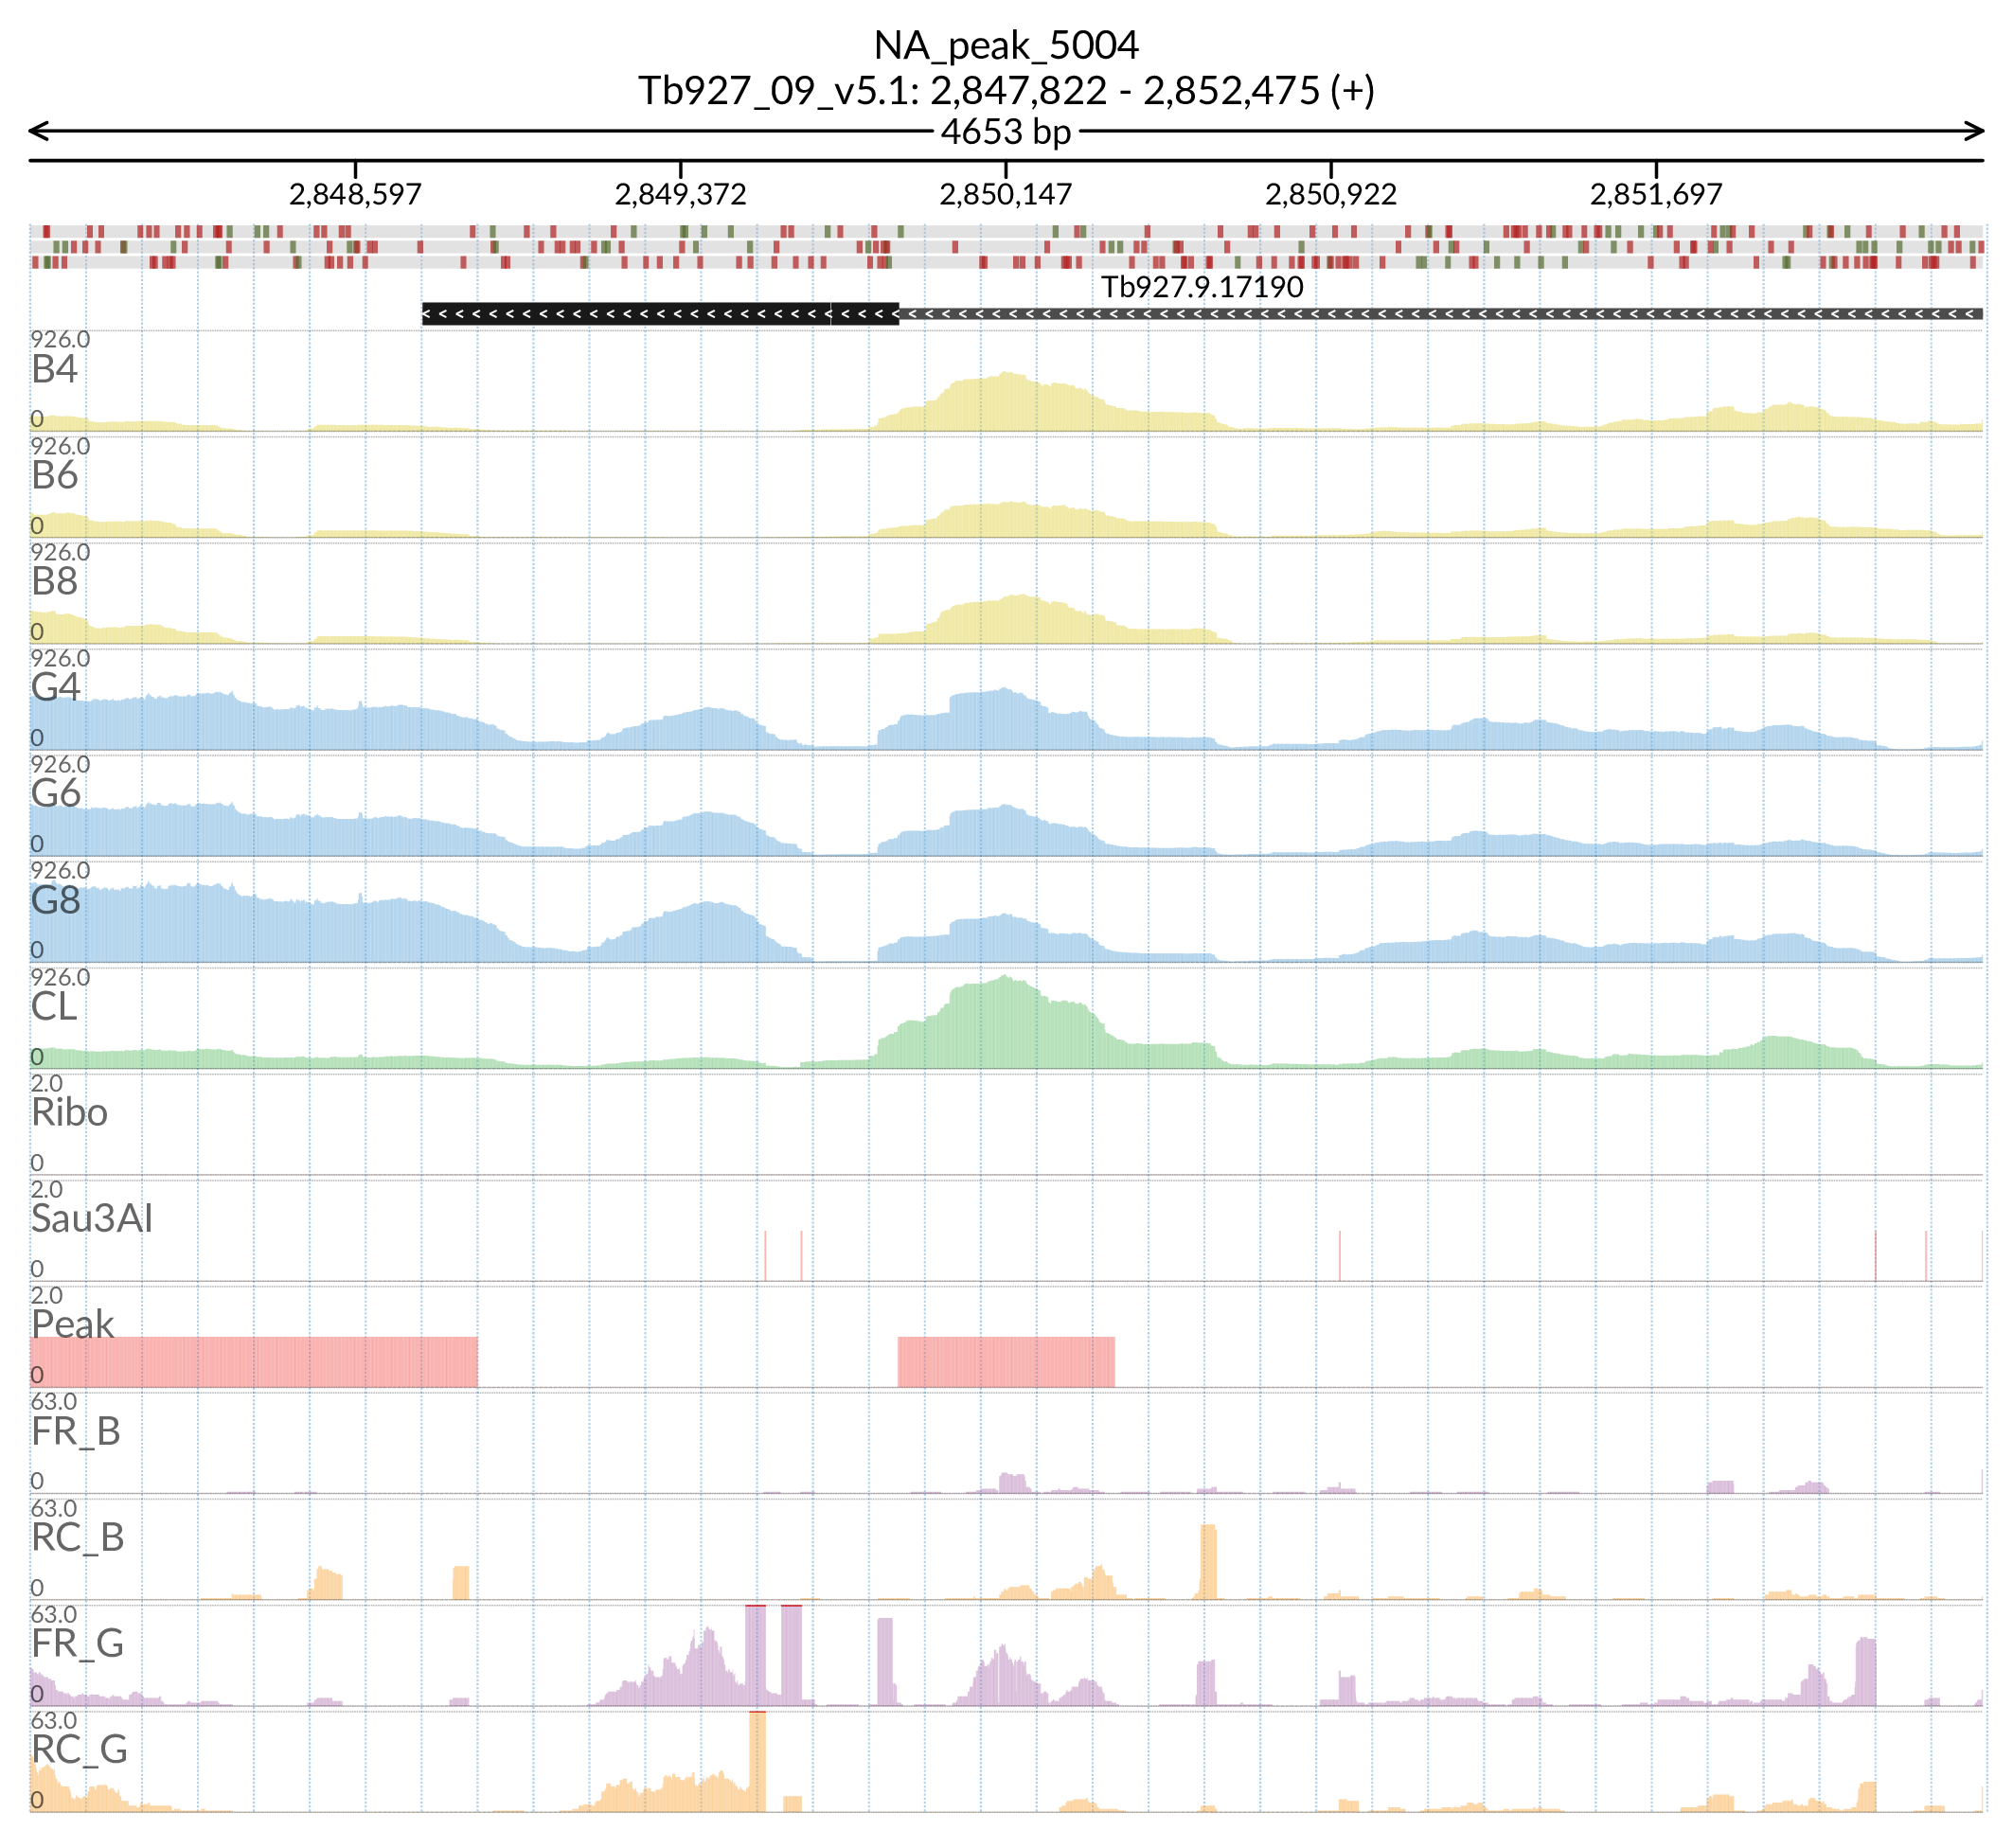 NA_peak_5004
Tb927_09_v5.1: 2,847,822 - 2,852,475 (+)
4653 bp
2,848,597 2,849,372 2,850,147 2,850,922 2,851,697
Tb927.9.17190
926.0
B4
0
926.0
B6
0
926.0
B8
0
926.0
G4
0
926.0
G6
0
926.0
G8
0
926.0
CL
0
2.0
Ribo
0
2.0
Sau3AI
0
2.0
Peak
0
63.0
FR_B
0
63.0
RC_B
0
63.0
FR_G
0
63.0
RC_G
0